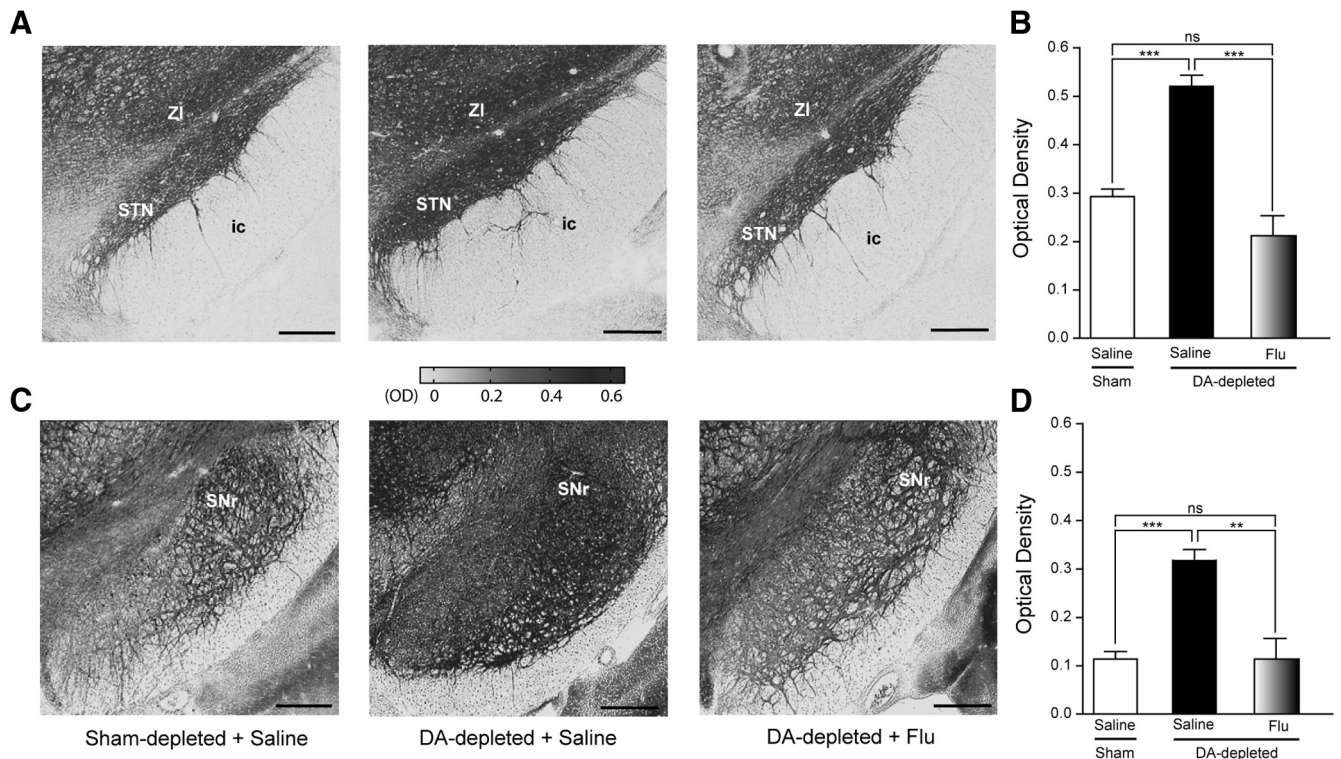 A
ZI
STN
ic
ZI
STN
ic
ZI
STN
ic
B
Optical Density
0.6
0.5
0.4
0.3
0.2
0.1
0.0
ns
*** ***
Saline Saline Flu
Sham DA-depleted
(OD) 0 0.2 0.4 0.6
C
SNr
SNr
SNr
Sham-depleted + Saline DA-depleted + Saline DA-depleted + Flu
D
Optical Density
0.6
0.5
0.4
0.3
0.2
0.1
0.0
ns
*** **
Saline Saline Flu
Sham DA-depleted